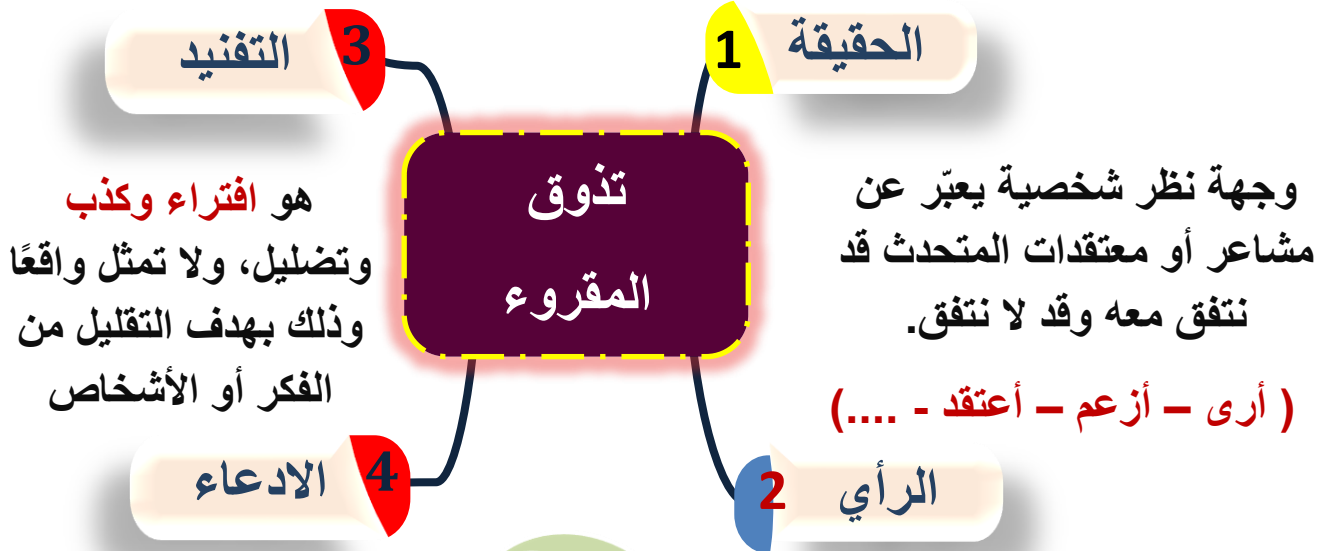 الحقيقة
1
التفنيد
3
تذوق
المقروء
وجهة نظر شخصية يعبّر عن
مشاعر أو معتقدات المتحدث قد
نتفق معه وقد لا نتفق.
( أرى – أزعم – أعتقد - ....)
هو افتراء وكذب
وتضليل، ولا تمثل واقعًا
وذلك بهدف التقليل من
الفكر أو الأشخاص
الرأي
2
الادعاء
4